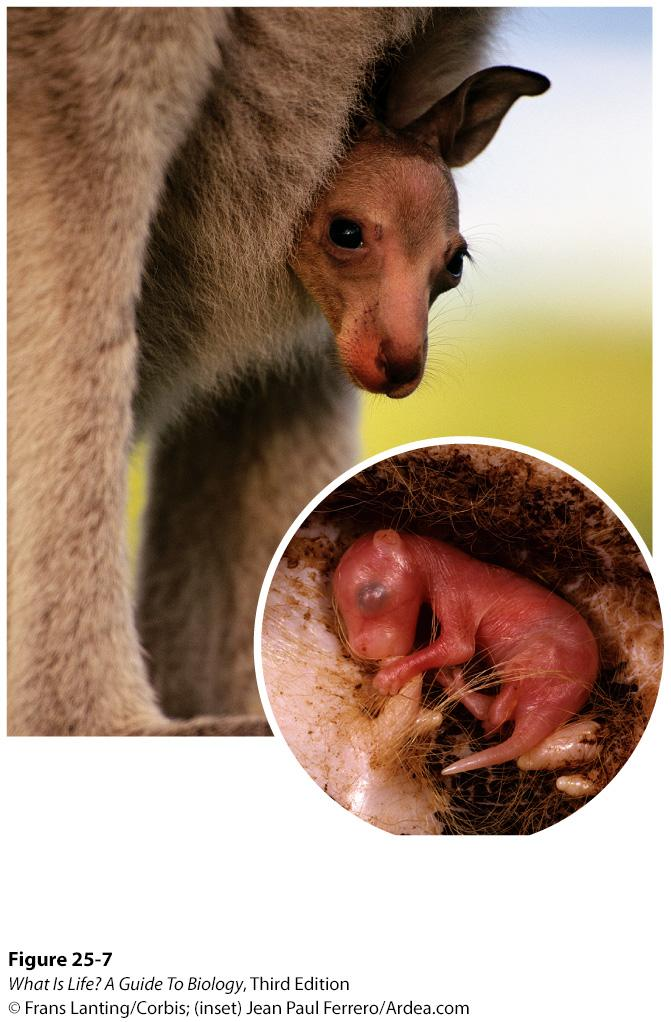 Figure 25-7
What Is Life? A Guide To Biology, Third Edition
© Frans Lanting/Corbis; (inset) Jean Paul Ferrero/Ardea.com